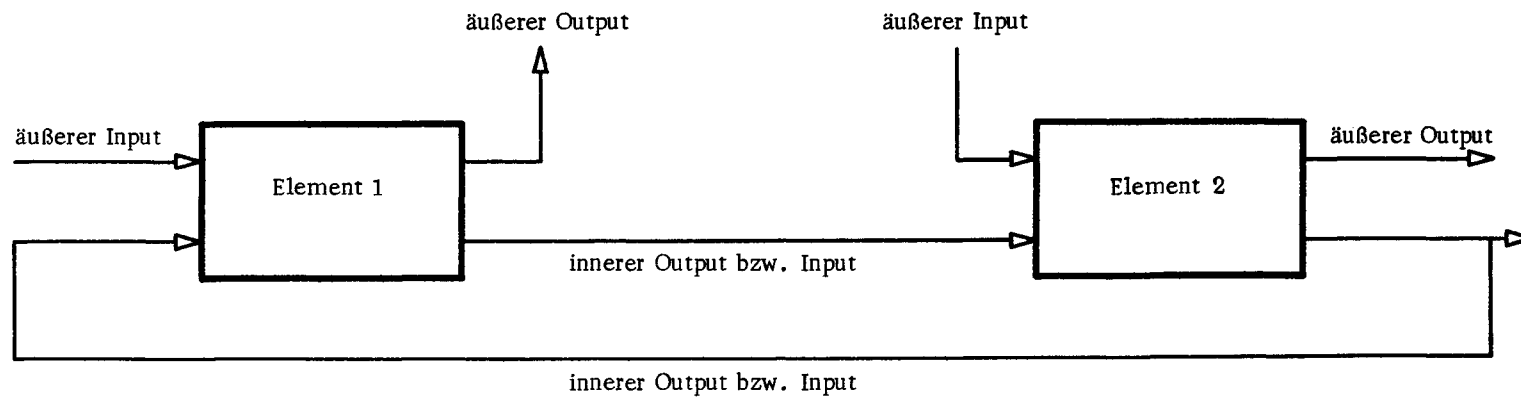 äußerer Output
äußerer Input
äußerer Input
äußerer Output
Element 1
Element 2
innerer Output bzw. Input
innerer Output bzw. Input